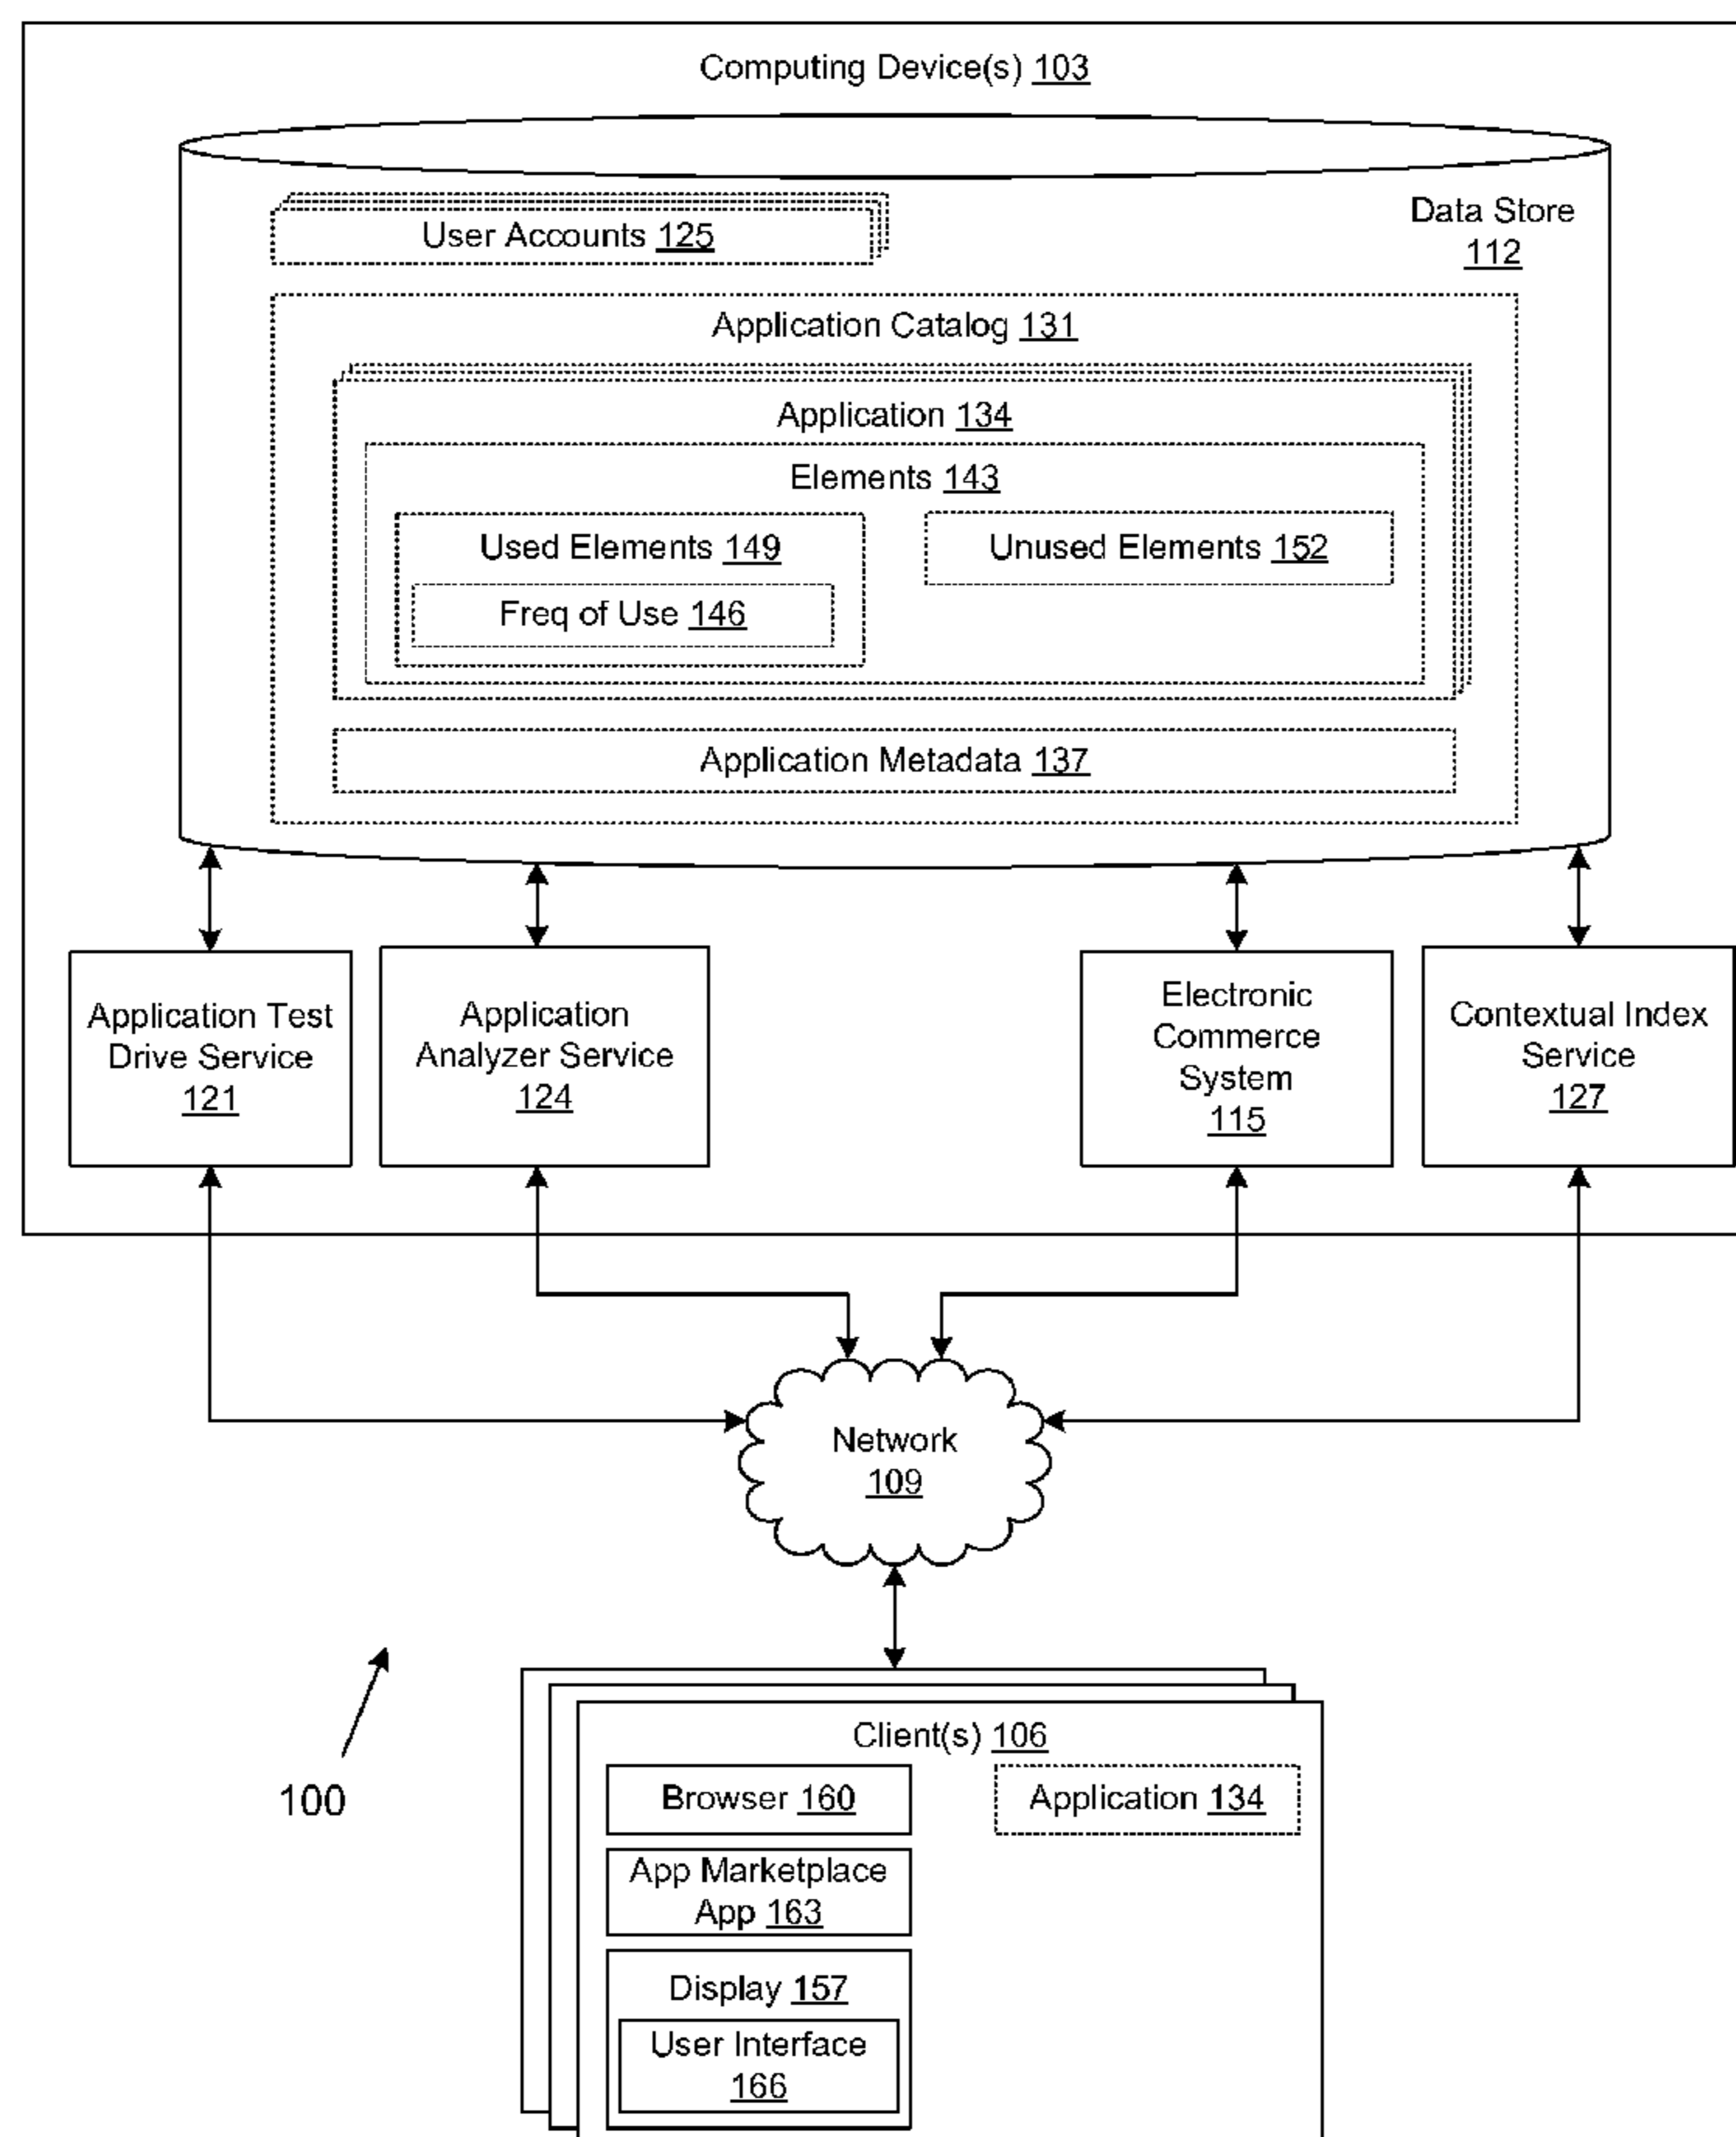 Computing Device(s) 103
User Accounts 125
Data Store
112
Application Catalog 131
Application 134
Elements 143
Used Elements 149
Unused Elements 152
Freq of Use 146
Application Metadata 137
Application Test
Drive Service
121
Application
Analyzer Service
124
Electronic
Commerce
System
115
Contextual Index
Service
127
Network
109
100
Client(s) 106
Browser 160
Application 134
App Marketplace
App 163
Display 157
User Interface
166